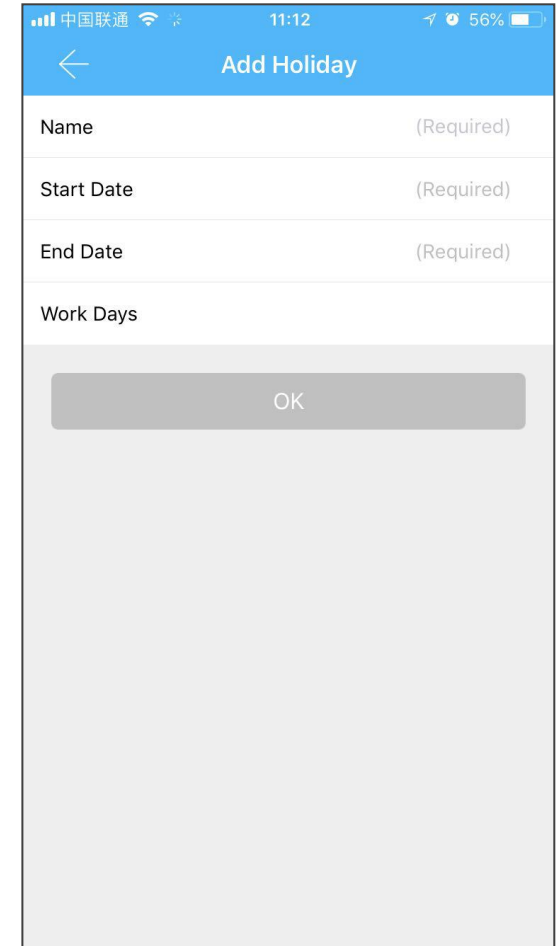 中国联通 11:12 56%
Add Holiday
Name (Required)
Start Date (Required)
End Date (Required)
Work Days
OK